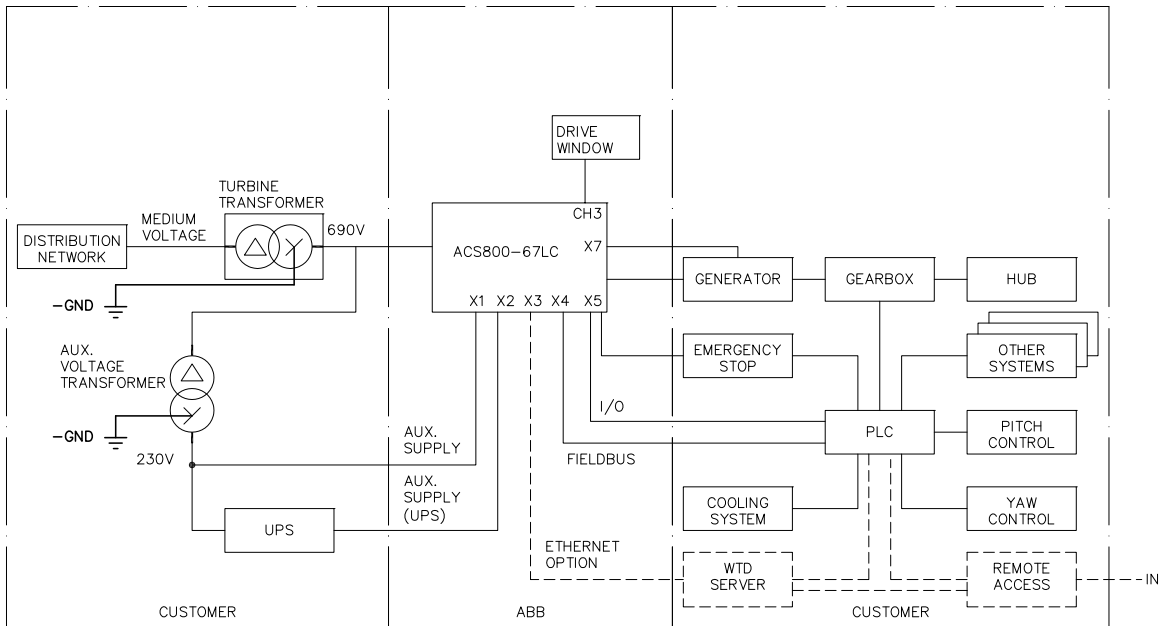 DRIVE
WINDOW
TURBINE
TRANSFORMER
MEDIUM
VOLTAGE
690V
DISTRIBUTION
NETWORK
-GND
CH3
X7
ACS800-67LC
X1 X2 X3 X4 X5
GENERATOR
GEARBOX
HUB
AUX.
VOLTAGE
TRANSFORMER
-GND
230V
EMERGENCY
STOP
OTHER
SYSTEMS
I/O
PLC
PITCH
CONTROL
AUX.
SUPPLY
FIELDBUS
AUX.
SUPPLY
(UPS)
UPS
COOLING
SYSTEM
YAW
CONTROL
ETHERNET
OPTION
WTD
SERVER
REMOTE
ACCESS
IN
CUSTOMER
ABB
CUSTOMER